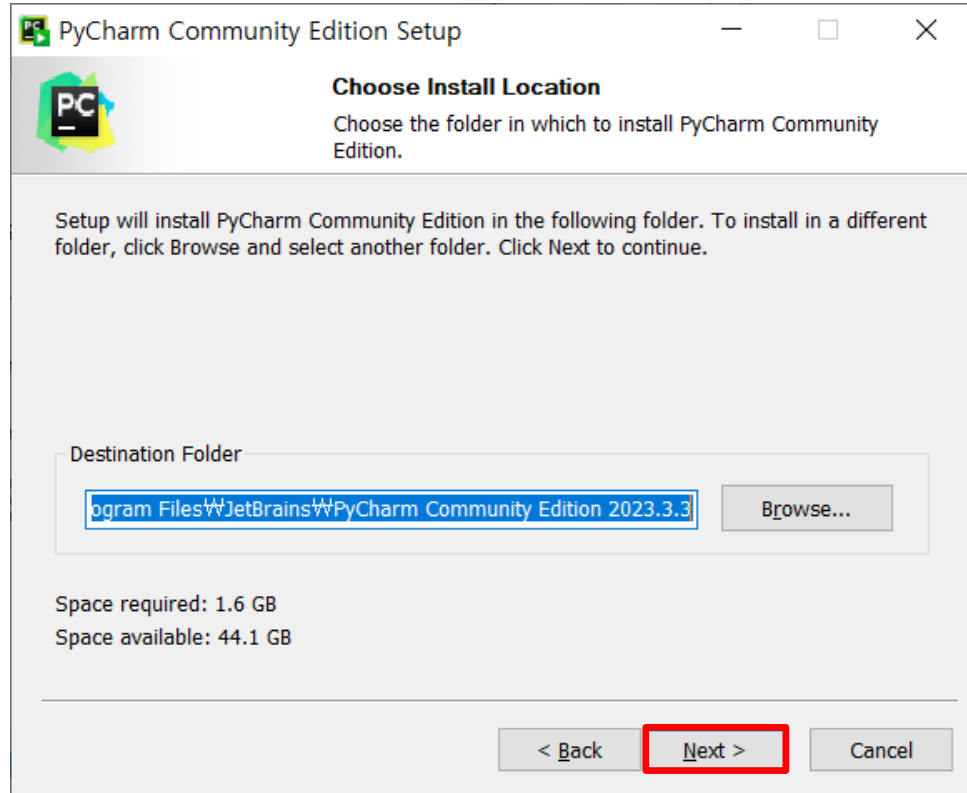 PyCharm Community Edition Setup
PC
Choose Install Location
Choose the folder in which to install PyCharm Community
Edition.
Setup will install PyCharm Community Edition in the following folder. To install in a different
folder, click Browse and select another folder. Click Next to continue.
Destination Folder
ogram Files₩JetBrains₩PyCharm Community Edition 2023.3.3
Browse...
Space required: 1.6 GB
Space available: 44.1 GB
< Back
Next >
Cancel